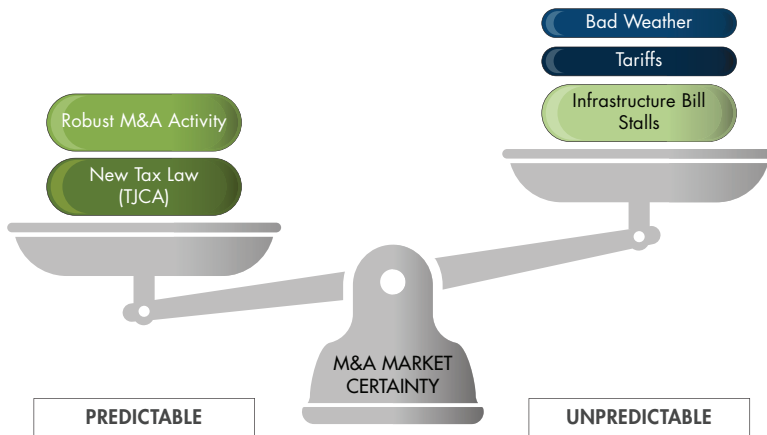 Bad Weather
Tariffs
Infrastructure Bill
Stalls
Robust M&A Activity
New Tax Law
(TJCA)
M&A MARKET
CERTAINTY
PREDICTABLE
UNPREDICTABLE